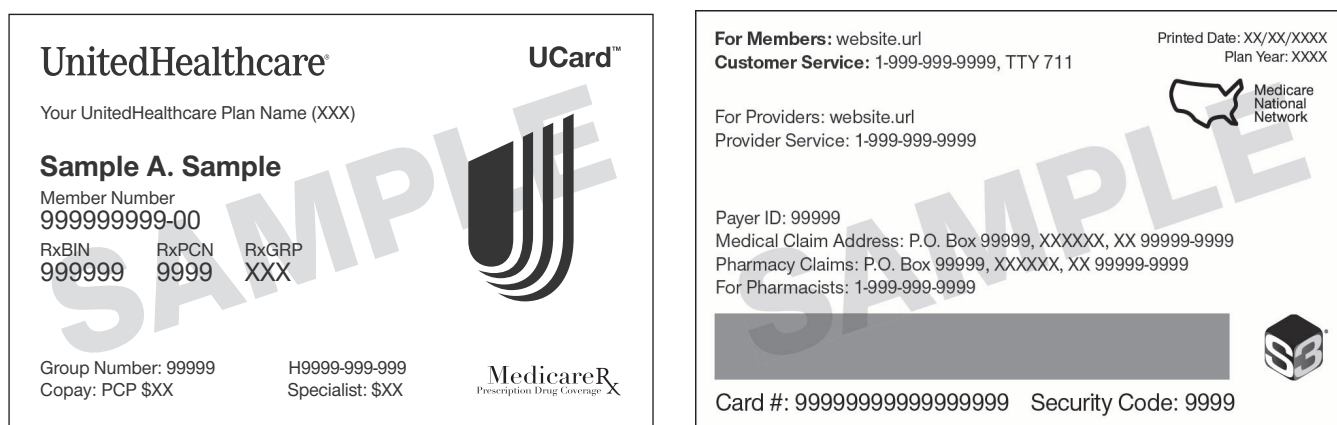 UnitedHealthcare®
UCard™
Your UnitedHealthcare Plan Name (XXX)
Sample A. Sample
Member Number
999999999-00
RxBIN RxPCN RxGRP
999999 9999 XXX
Group Number: 99999 H9999-999-999
Copay: PCP $XX Specialist: $XX
MedicareRx
Prescription Drug Coverage
SAMPLE
For Members: website.url
Customer Service: 1-999-999-9999, TTY 711
Printed Date: XX/XX/XXXX
Plan Year: XXXX
Medicare
National
Network
For Providers: website.url
Provider Service: 1-999-999-9999
Payer ID: 99999
Medical Claim Address: P.O. Box 99999, XXXXXX, XX 99999-9999
Pharmacy Claims: P.O. Box 99999, XXXXXX, XX 99999-9999
For Pharmacists: 1-999-999-9999
S3®
Card #: 99999999999999999 Security Code: 9999
SAMPLE